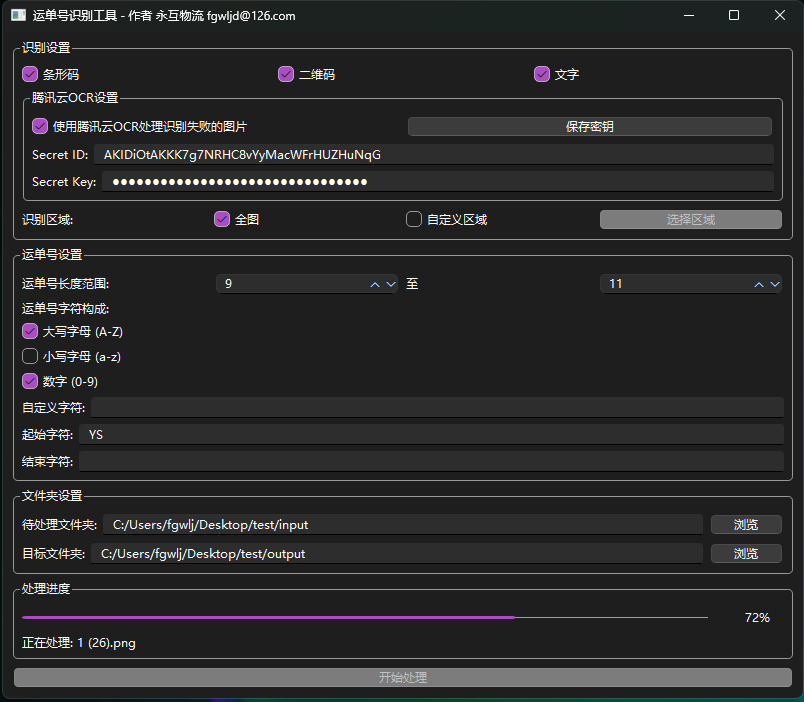 运单号识别工具 - 作者 永互物流 fgwljd@126.com
识别设置
条形码 二维码 文字
腾讯云OCR设置
使用腾讯云OCR处理识别失败的图片 保存密钥
Secret ID: AKIDiOtAKKK7g7NRHC8vYyMacWFrHUZHuNqG
Secret Key: ●●●●●●●●●●●●●●●●●●●●●●●●●●●●●●●●
识别区域: 全图 自定义区域 选择区域
运单号设置
运单号长度范围: 9 至 11
运单号字符构成:
大写字母 (A-Z)
小写字母 (a-z)
数字 (0-9)
自定义字符:
起始字符: YS
结束字符:
文件夹设置
待处理文件夹: C:/Users/fgwlj/Desktop/test/input 浏览
目标文件夹: C:/Users/fgwlj/Desktop/test/output 浏览
处理进度
72%
正在处理: 1 (26).png
开始处理